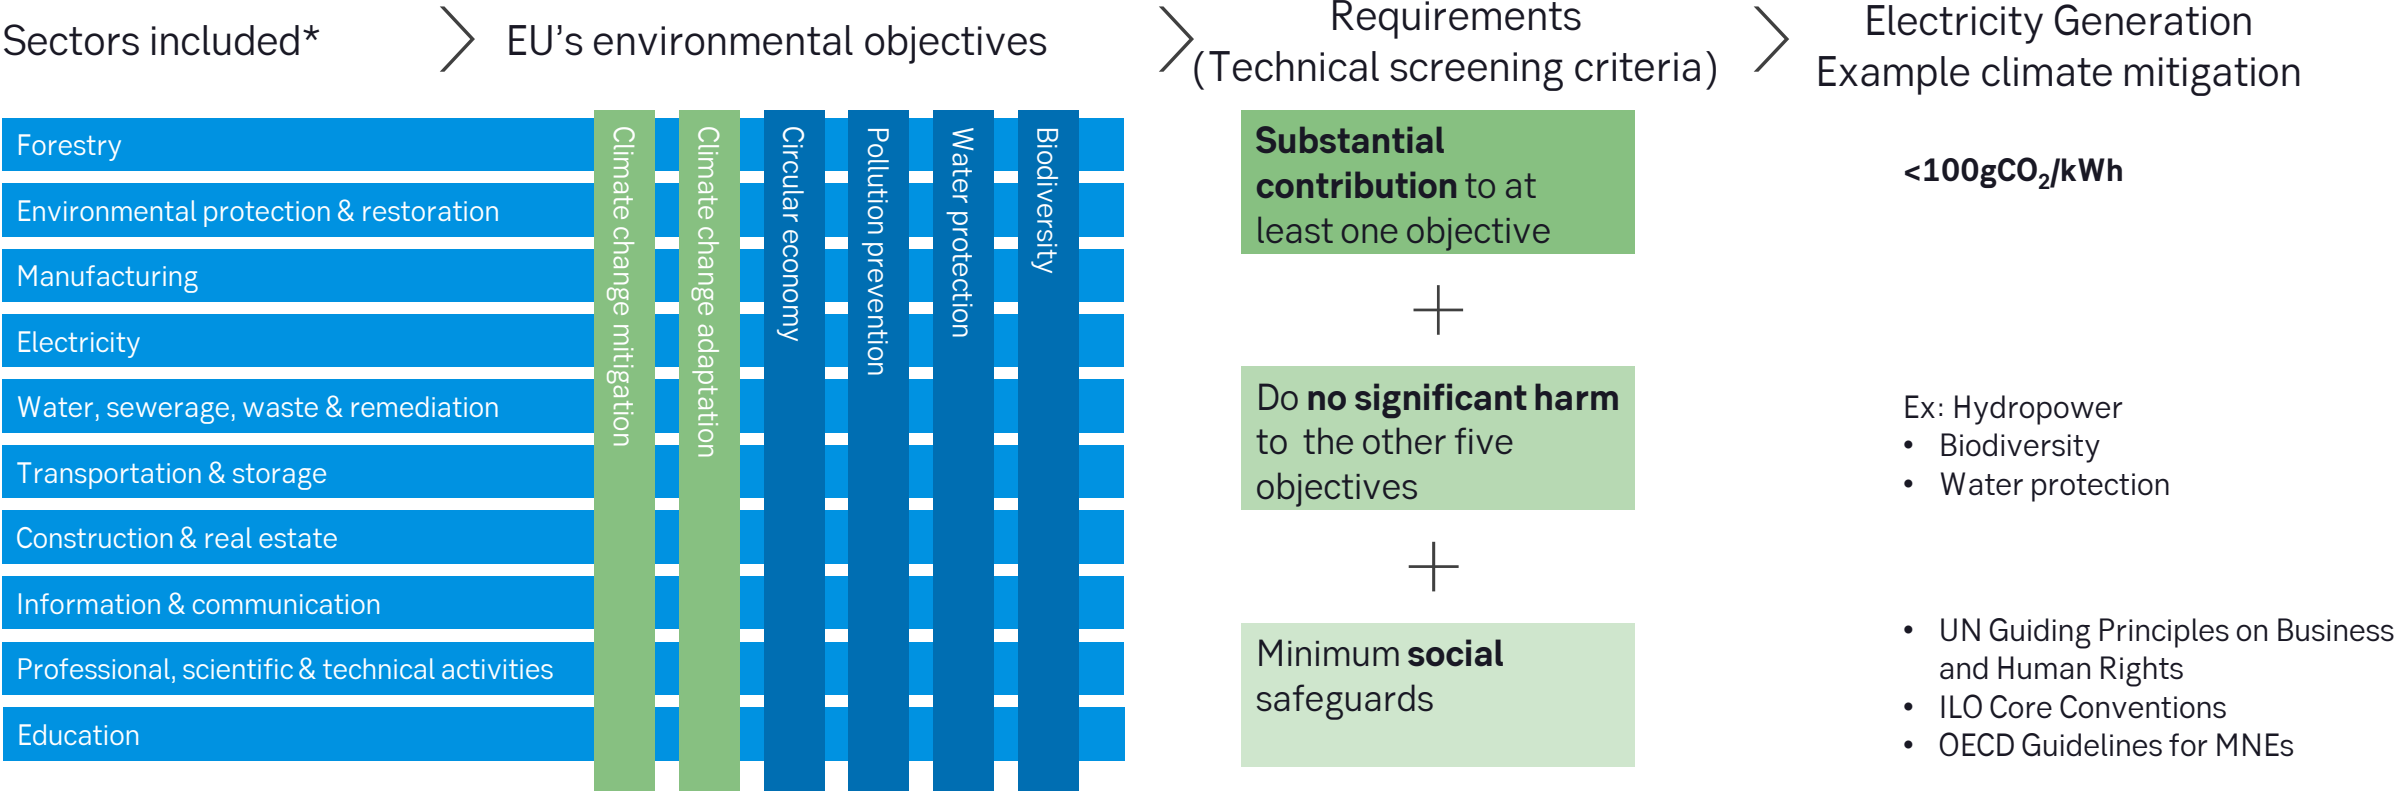 Sectors included*
EU's environmental objectives
Requirements
(Technical screening criteria)
Electricity Generation
Example climate mitigation
Forestry
Environmental protection & restoration
Manufacturing
Electricity
Water, sewerage, waste & remediation
Transportation & storage
Construction & real estate
Information & communication
Professional, scientific & technical activities
Education
Climate change mitigation
Climate change adaptation
Circular economy
Pollution prevention
Water protection
Biodiversity
Substantial
contribution to at
least one objective
+
Do no significant harm
to the other five
objectives
+
Minimum social
safeguards
<100gCO₂/kWh
Ex: Hydropower
• Biodiversity
• Water protection
• UN Guiding Principles on Business
and Human Rights
• ILO Core Conventions
• OECD Guidelines for MNEs